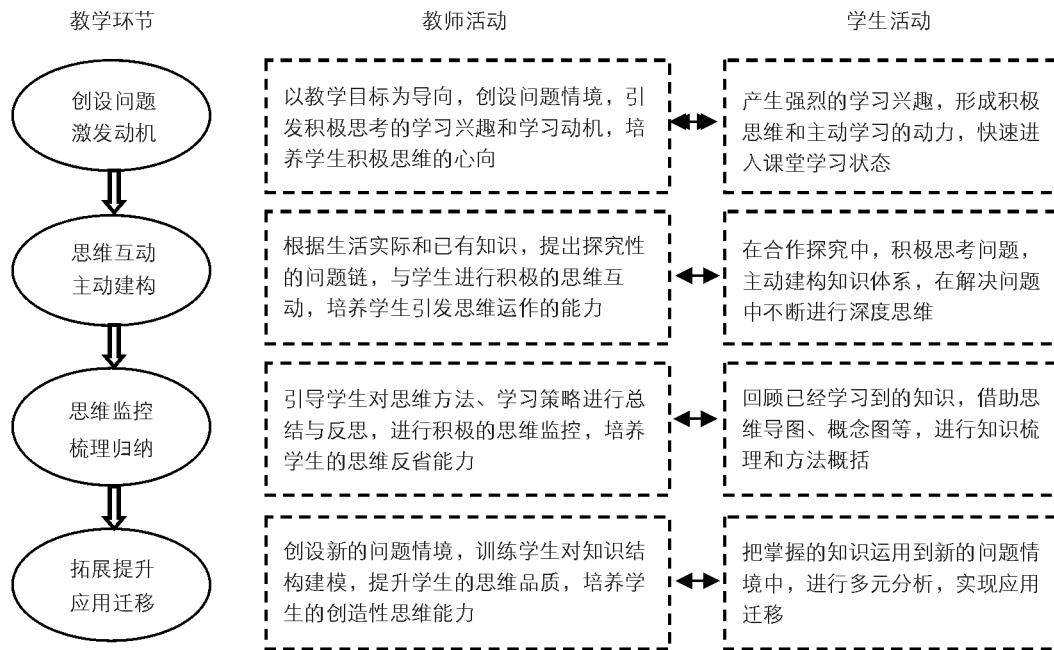 教学环节
教师活动
学生活动
创设问题
激发动机
以教学目标为导向，创设问题情境，引
发积极思考的学习兴趣和学习动机，培
养学生积极思维的心向
产生强烈的学习兴趣，形成积极
思维和主动学习的动力，快速进
入课堂学习状态
思维互动
主动建构
根据生活实际和已有知识，提出探究性
的问题链，与学生进行积极的思维互
动，培养学生引发思维运作的能力
在合作探究中，积极思考问题，
主动建构知识体系，在解决问题
中不断进行深度思维
思维监控
梳理归纳
引导学生对思维方法、学习策略进行总
结与反思，进行积极的思维监控，培养
学生的思维反省能力
回顾已经学习到的知识，借助思
维导图、概念图等，进行知识梳
理和方法概括
拓展提升
应用迁移
创设新的问题情境，训练学生对知识结
构建模，提升学生的思维品质，培养学
生的创造性思维能力
把掌握的知识运用到新的问题情
境中，进行多元分析，实现应用
迁移